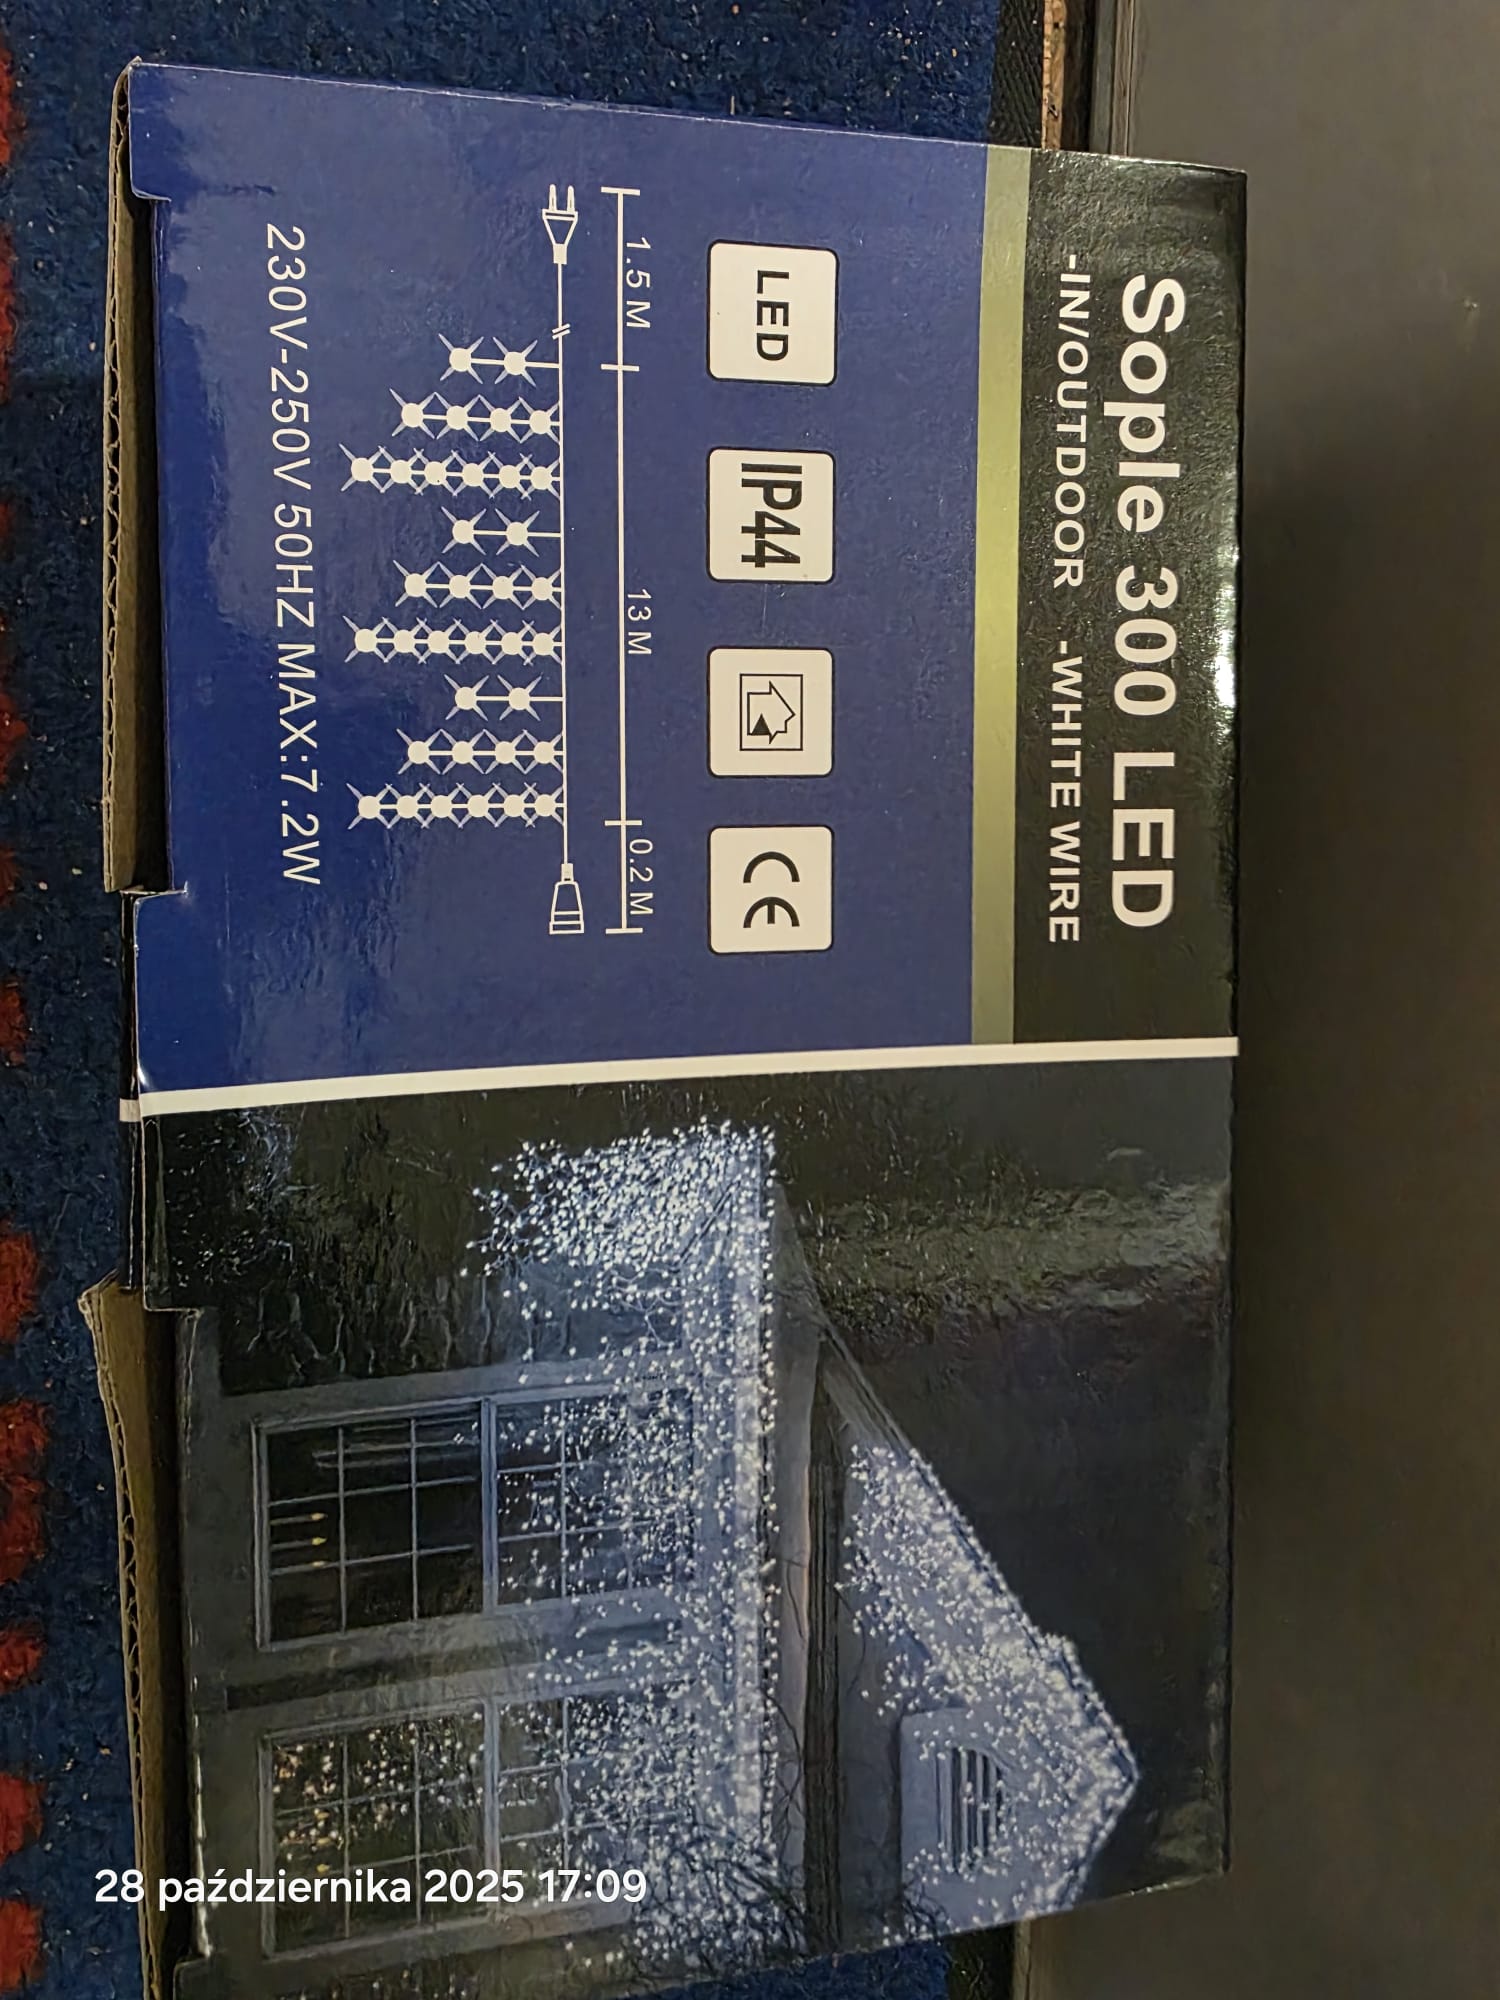 Sople 300 LED
-IN/OUTDOOR -WHITE WIRE
LED
IP44
CE
1.5 M
13 M
0.2 M
230V-250V 50HZ MAX:7.2W
28 października 2025 17:09